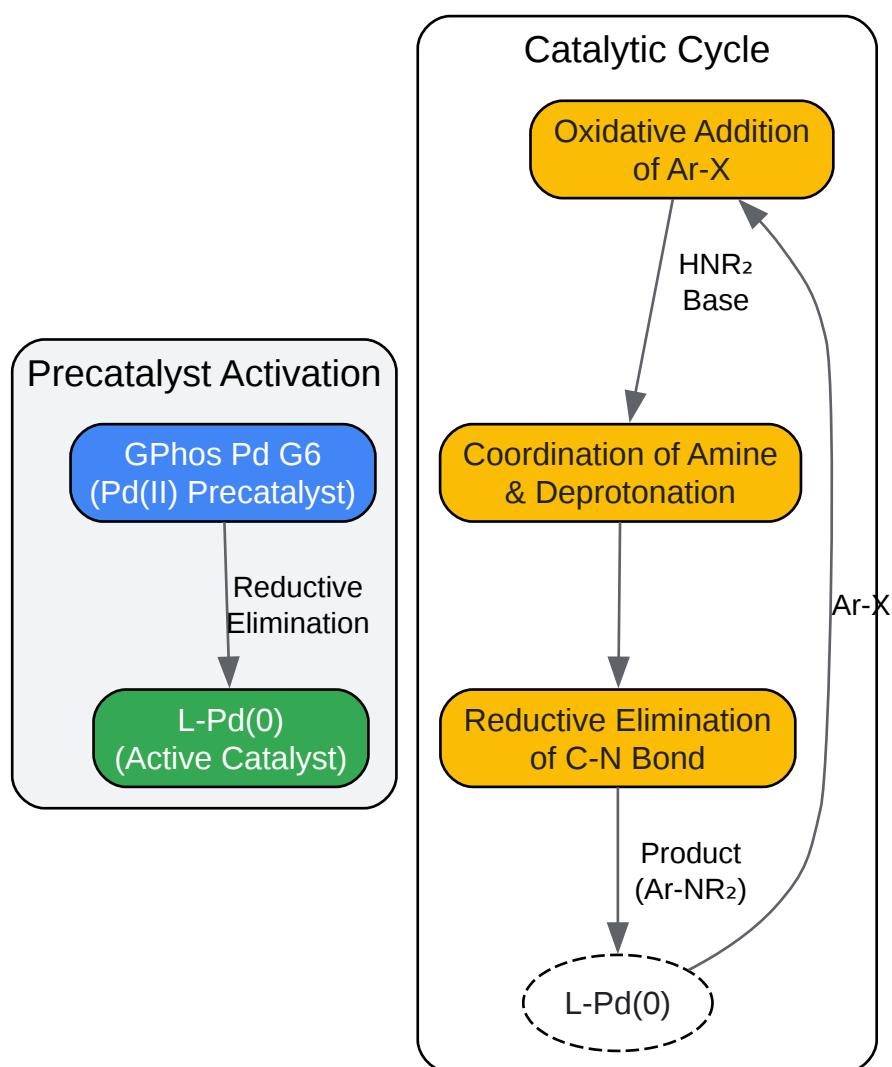 Catalytic Cycle
Oxidative Addition
of Ar-X
HNR₂
Base
Precatalyst Activation
GPhos Pd G6
(Pd(II) Precatalyst)
Coordination of Amine
& Deprotonation
Reductive
Elimination
Ar-X
L-Pd(0)
(Active Catalyst)
Reductive Elimination
of C-N Bond
Product
(Ar-NR₂)
L-Pd(0)